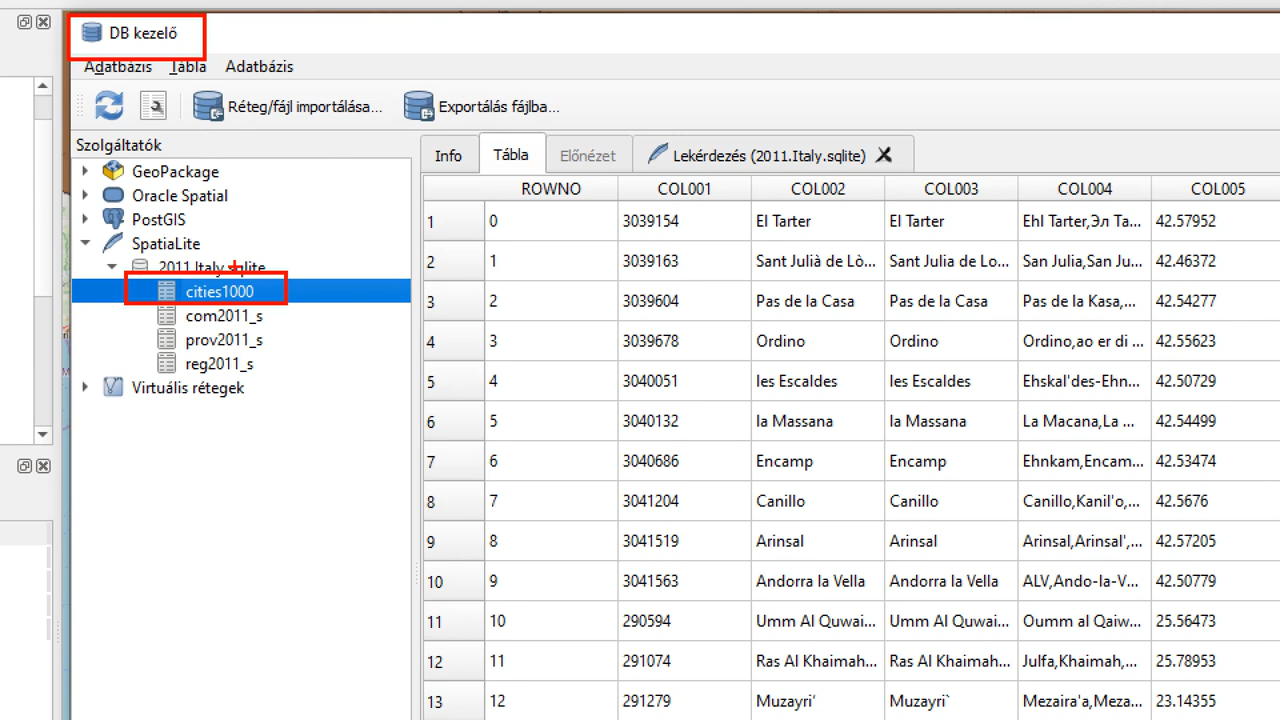 DB kezelő
Adatbázis Tábla Adatbázis
Réteg/fájl importálása... Exportálás fájlba...
Szolgáltatók
GeoPackage
Oracle Spatial
PostGIS
SpatiaLite
2011.Italy.sqlite
cities1000
com2011_s
prov2011_s
reg2011_s
Virtuális rétegek
Info Tábla Előnézet Lekérdezés (2011.Italy.sqlite)
ROWNO COL001 COL002 COL003 COL004 COL005
1 0 3039154 El Tarter El Tarter Ehl Tarter,Эл Та... 42.57952
2 1 3039163 Sant Julià de Lò... Sant Julia de Lo... San Julia,San Ju... 42.46372
3 2 3039604 Pas de la Casa Pas de la Casa Pas de la Kasa,... 42.54277
4 3 3039678 Ordino Ordino Ordino,ao er di ... 42.55623
5 4 3040051 les Escaldes les Escaldes Ehskal'des-Ehn... 42.50729
6 5 3040132 la Massana la Massana La Macana,La ... 42.54499
7 6 3040686 Encamp Encamp Ehnkam,Encam... 42.53474
8 7 3041204 Canillo Canillo Canillo,Kanil'o,... 42.5676
9 8 3041519 Arinsal Arinsal Arinsal,Arinsal',... 42.57205
10 9 3041563 Andorra la Vella Andorra la Vella ALV,Ando-la-V... 42.50779
11 10 290594 Umm Al Quwai... Umm Al Quwai... Oumm al Qaiw... 25.56473
12 11 291074 Ras Al Khaimah... Ras Al Khaimah... Julfa,Khaimah,... 25.78953
13 12 291279 Muzayri‘ Muzayri` Mezaira'a,Meza... 23.14355